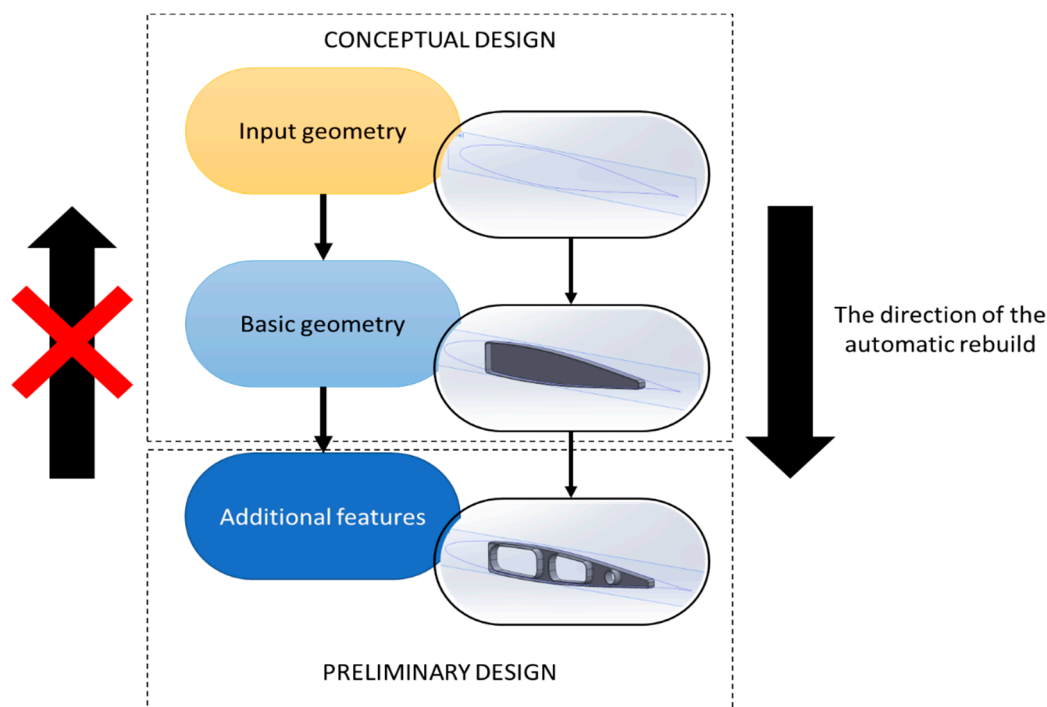 CONCEPTUAL DESIGN
Input geometry
Basic geometry
The direction of the
automatic rebuild
Additional features
PRELIMINARY DESIGN